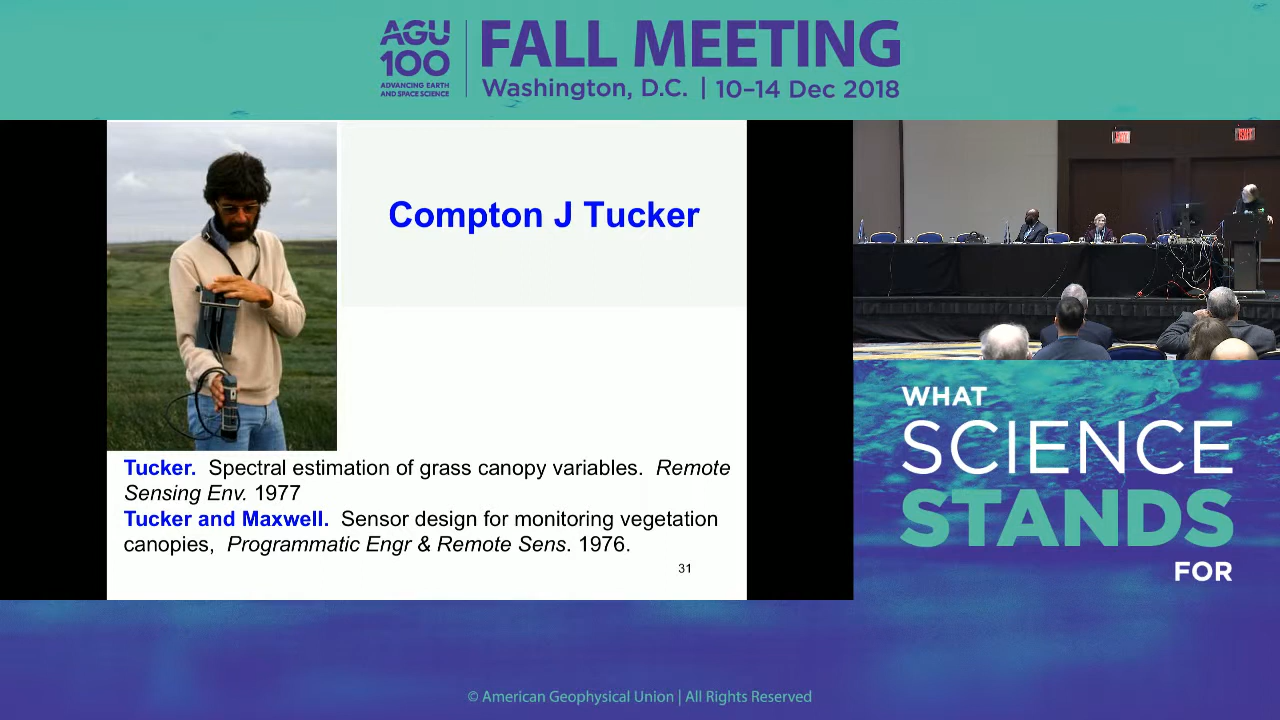 AGU
100
ADVANCING EARTH
AND SPACE SCIENCE
FALL MEETING
Washington, D.C. | 10–14 Dec 2018
Compton J Tucker
Tucker. Spectral estimation of grass canopy variables. Remote
Sensing Env. 1977
Tucker and Maxwell. Sensor design for monitoring vegetation
canopies, Programmatic Engr & Remote Sens. 1976.
31
EXIT
EXIT
WHAT
SCIENCE
STANDS
FOR
© American Geophysical Union | All Rights Reserved